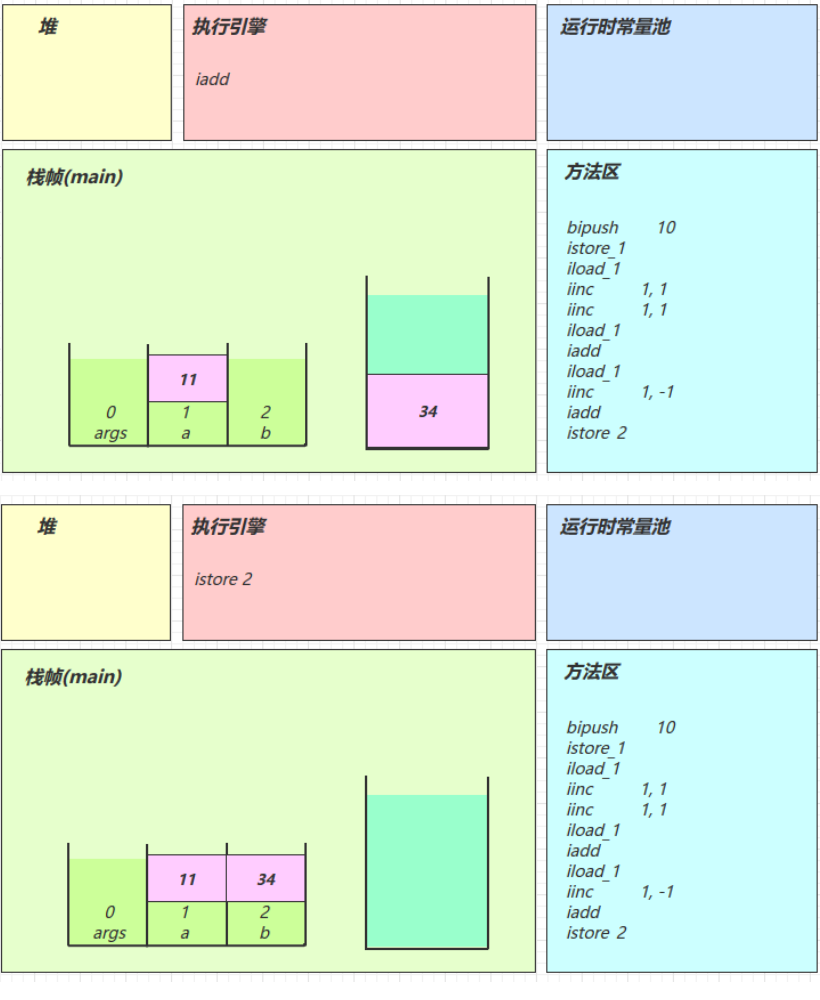 堆
执行引擎
iadd
运行时常量池
栈帧(main)
11
0 1 2
args a b
34
方法区
bipush 10
istore_1
iload_1
iinc 1, 1
iinc 1, 1
iload_1
iadd
iload_1
iinc 1, -1
iadd
istore 2
堆
执行引擎
istore 2
运行时常量池
栈帧(main)
11 34
0 1 2
args a b
方法区
bipush 10
istore_1
iload_1
iinc 1, 1
iinc 1, 1
iload_1
iadd
iload_1
iinc 1, -1
iadd
istore 2